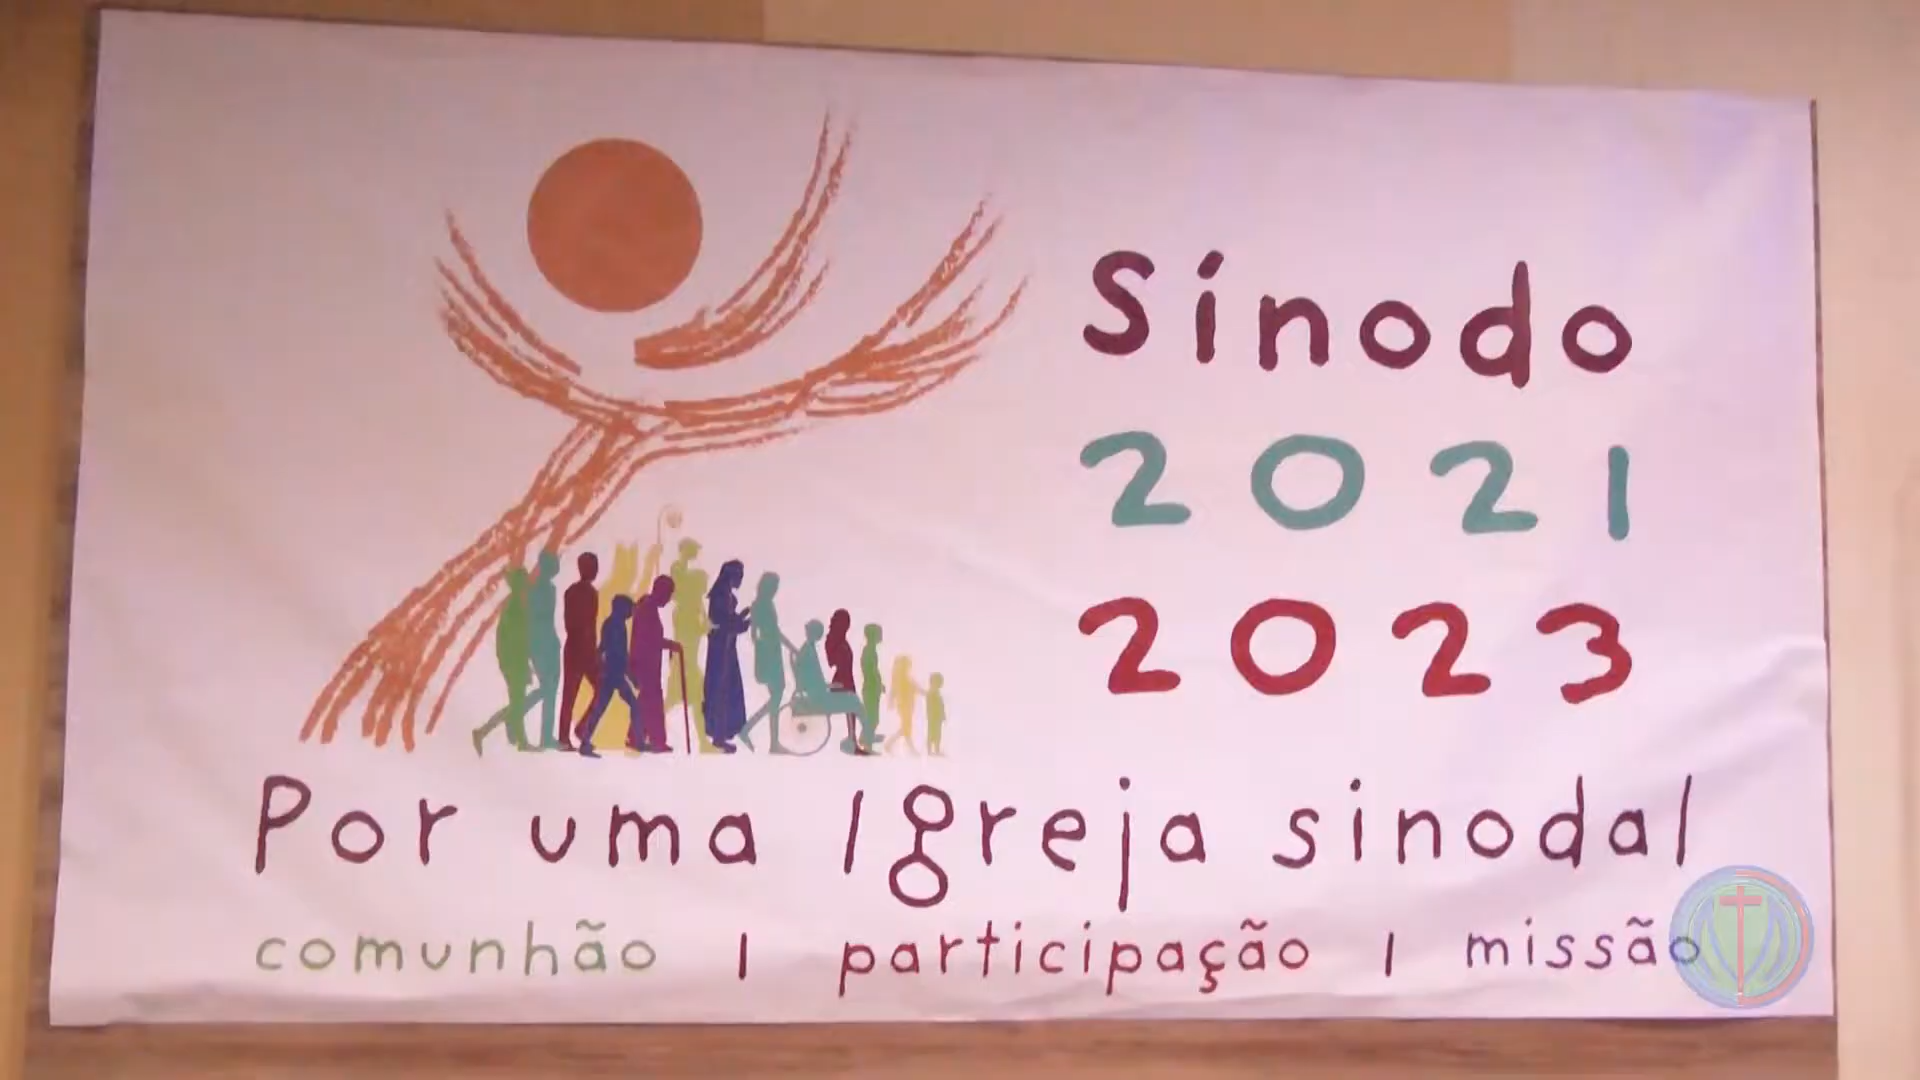 Sínodo
2021
2023
Por uma Igreja sinodal
comunhão | participação | missão